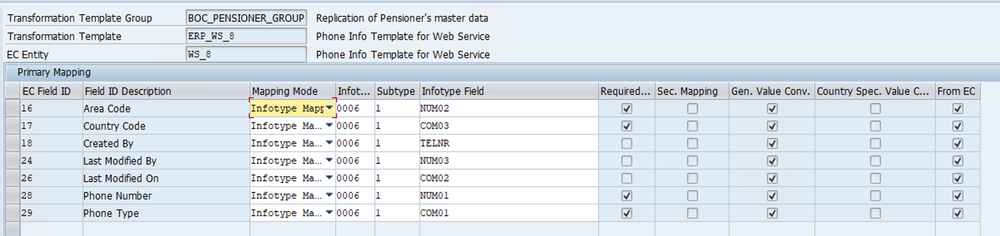 Transformation Template Group BOC_PENSIONER_GROUP Replication of Pensioner's master data
Transformation Template ERP_WS_8 Phone Info Template for Web Service
EC Entity WS_8 Phone Info Template for Web Service
Primary Mapping
EC Field ID Field ID Description Mapping Mode Infot... Subtype Infotype Field Required... Sec. Mapping Gen. Value Conv. Country Spec. Value C... From EC
16 Area Code Infotype Mapp 0006 1 NUM02
17 Country Code Infotype Ma... 0006 1 COM03
18 Created By Infotype Ma... 0006 1 TELNR
24 Last Modified By Infotype Ma... 0006 1 NUM03
26 Last Modified On Infotype Ma... 0006 1 COM02
28 Phone Number Infotype Ma... 0006 1 NUM01
29 Phone Type Infotype Ma... 0006 1 COM01